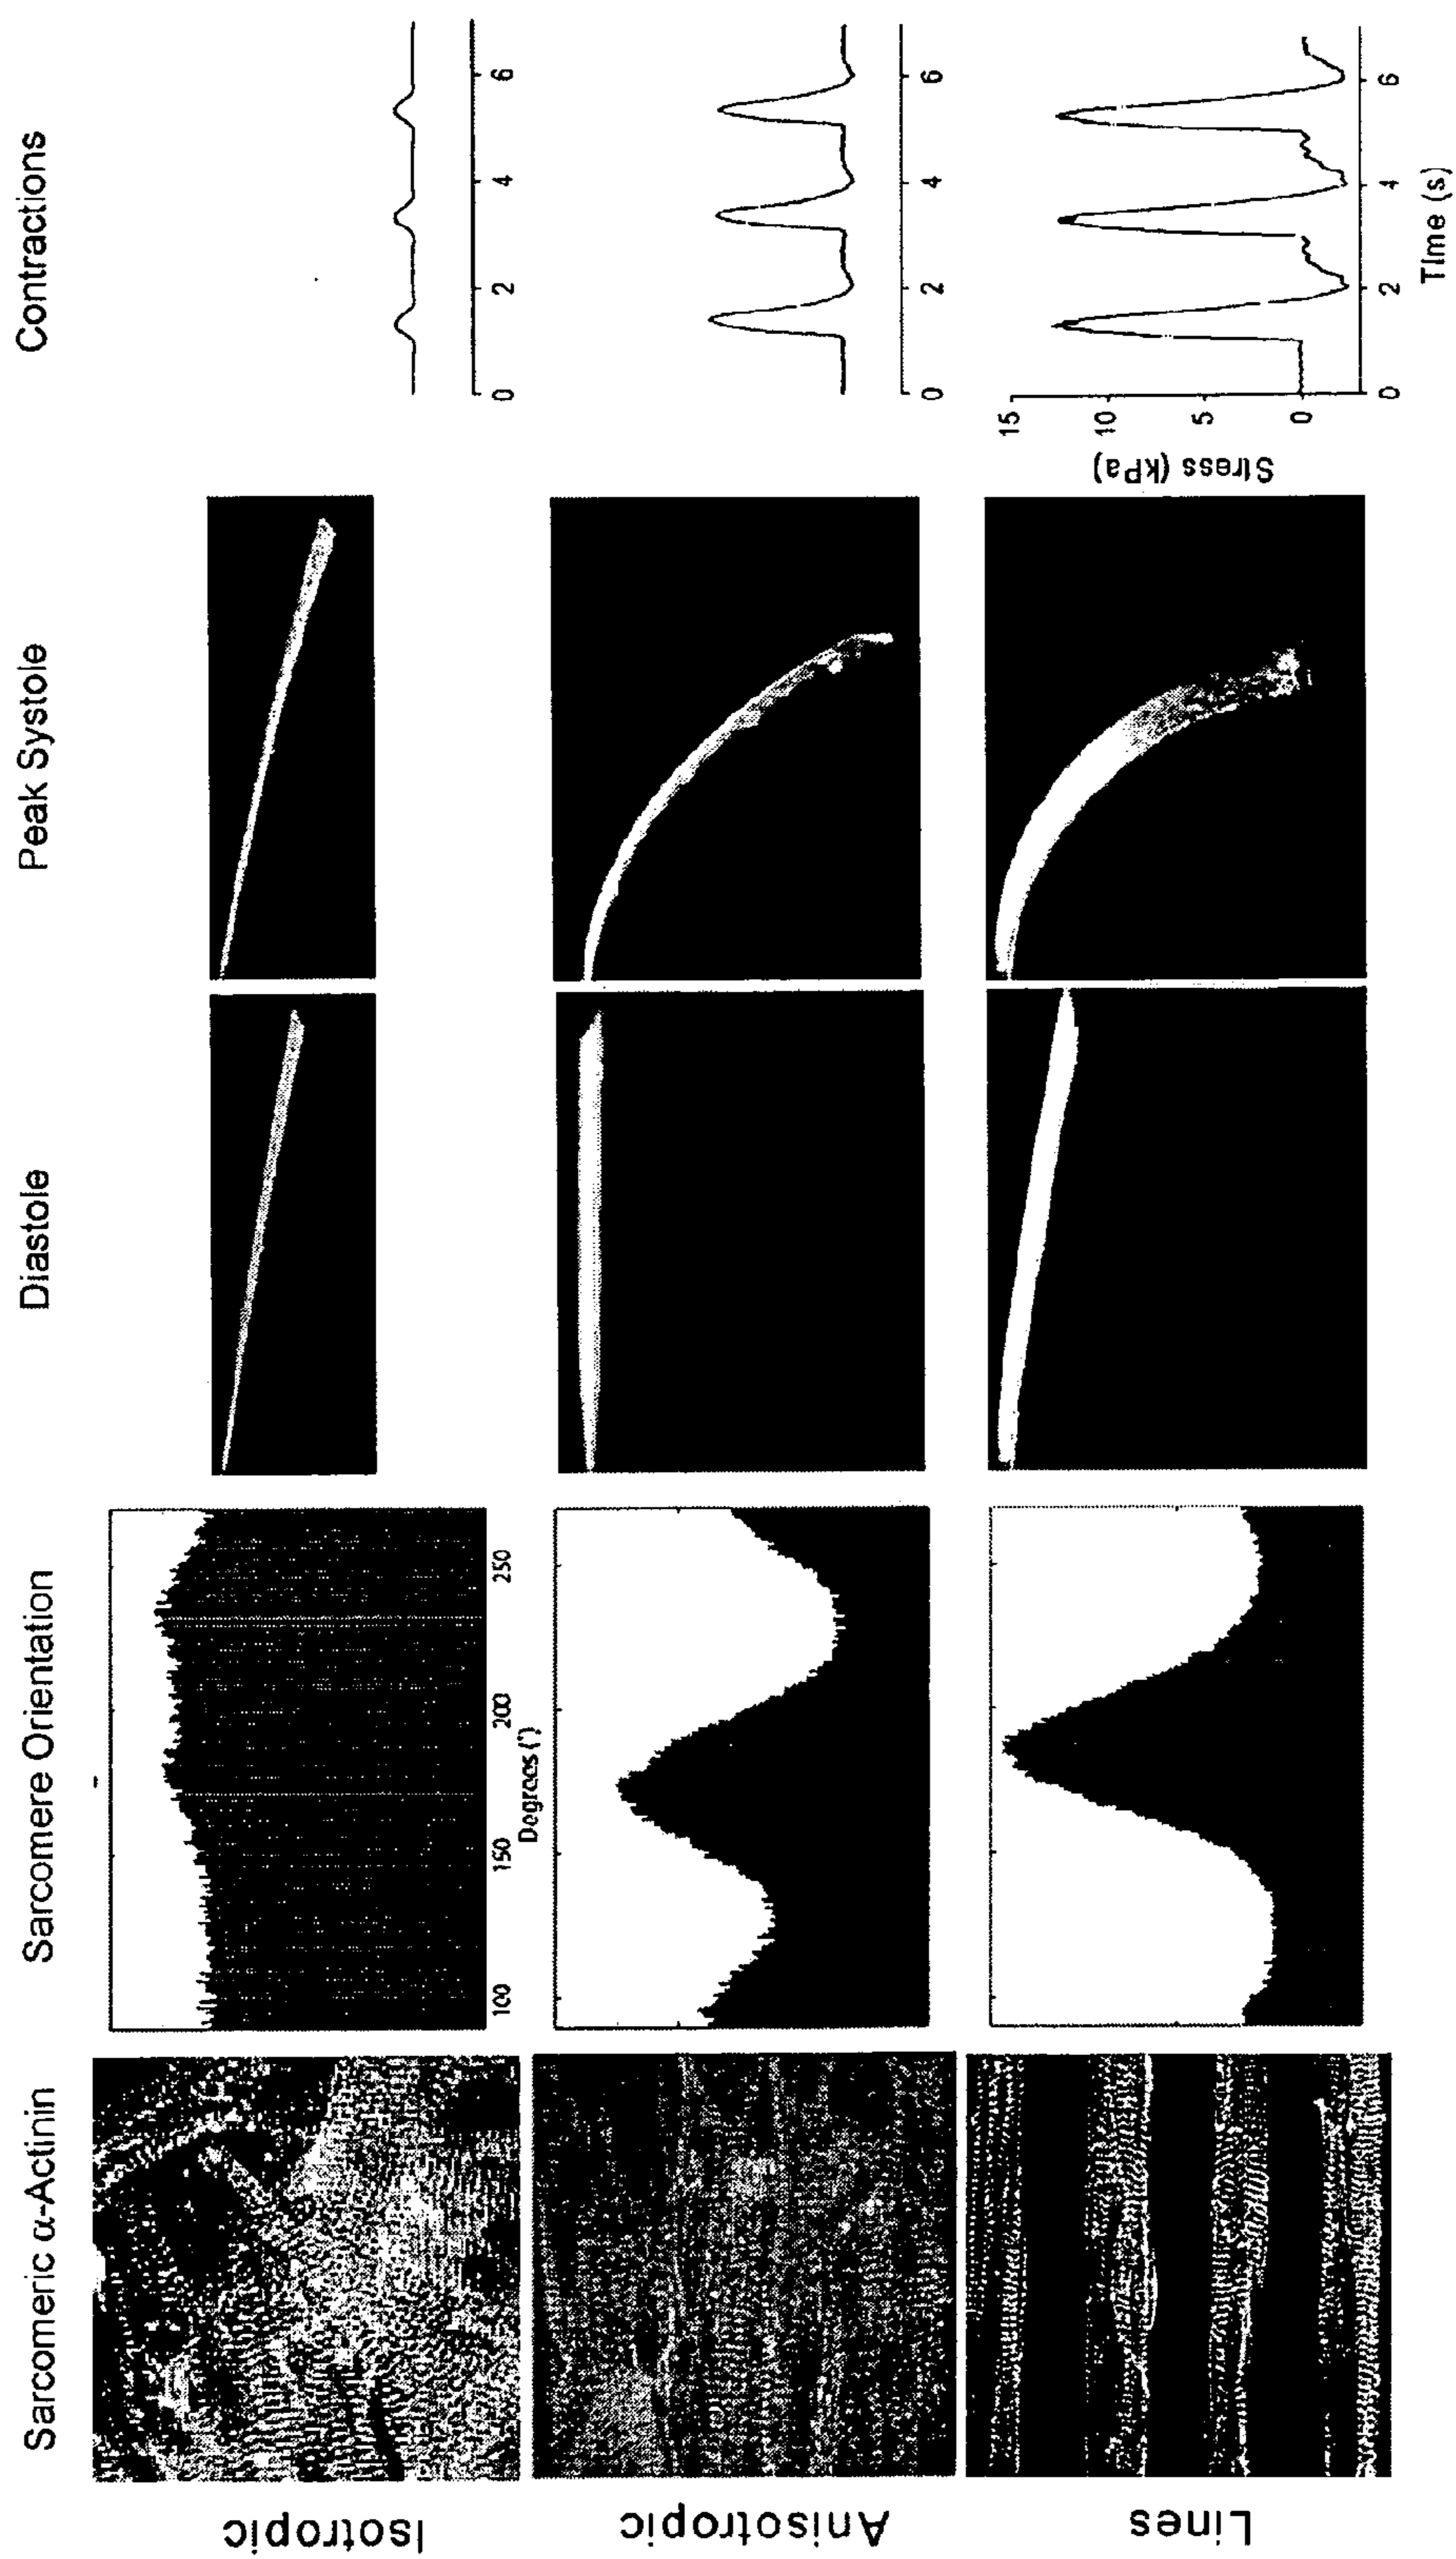 Sarcomeric α-Actinin
Sarcomere Orientation
Diastole
Peak Systole
Contractions
Isotropic
100
150
200
250
Degrees (°)
0
2
4
6
Anisotropic
0
2
4
6
Lines
Stress (kPa)
15
10
5
0
0
2
4
6
Time (s)